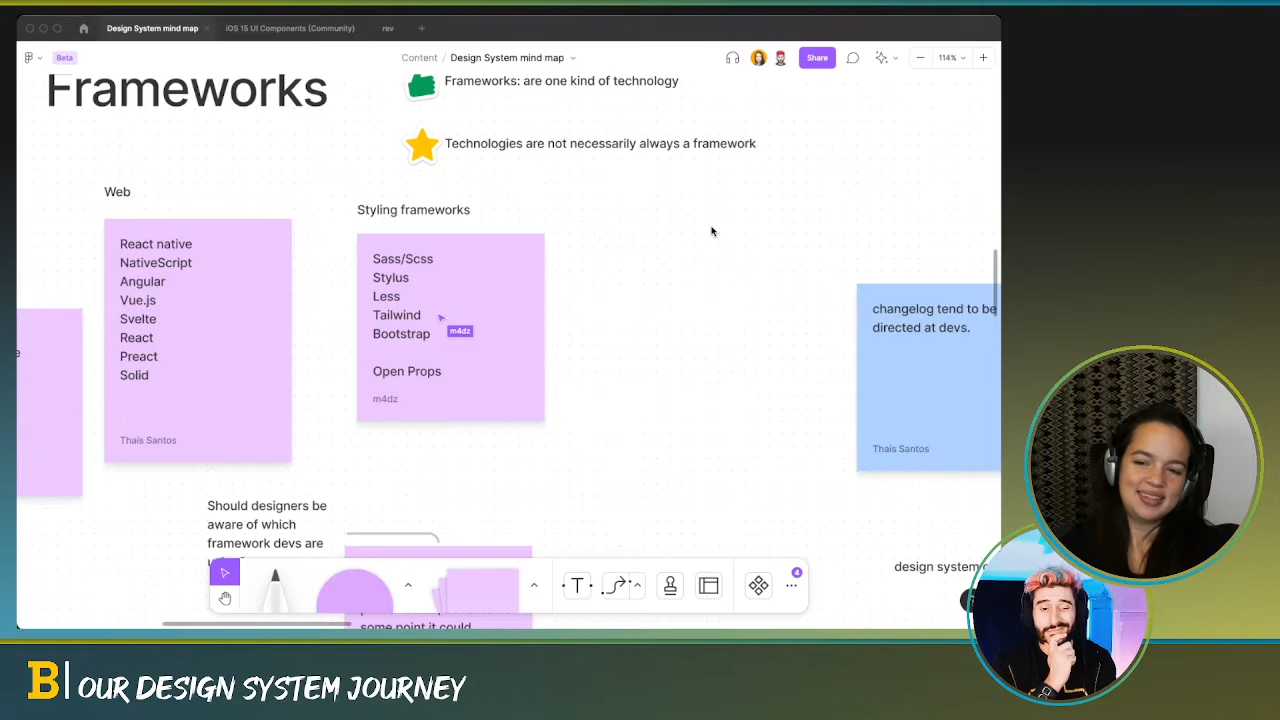 Design System mind map
iOS 15 UI Components (Community)
rev
Beta
Content / Design System mind map
Share
114%
Frameworks
Frameworks: are one kind of technology
Technologies are not necessarily always a framework
Web
React native
NativeScript
Angular
Vue.js
Svelte
React
Preact
Solid
Thaís Santos
Styling frameworks
Sass/Scss
Stylus
Less
Tailwind
Bootstrap
m4dz
Open Props
m4dz
changelog tend to be
directed at devs.
Thaís Santos
Should designers be
aware of which
framework devs are
some point it could
design system
T
4
B
OUR DESIGN SYSTEM JOURNEY